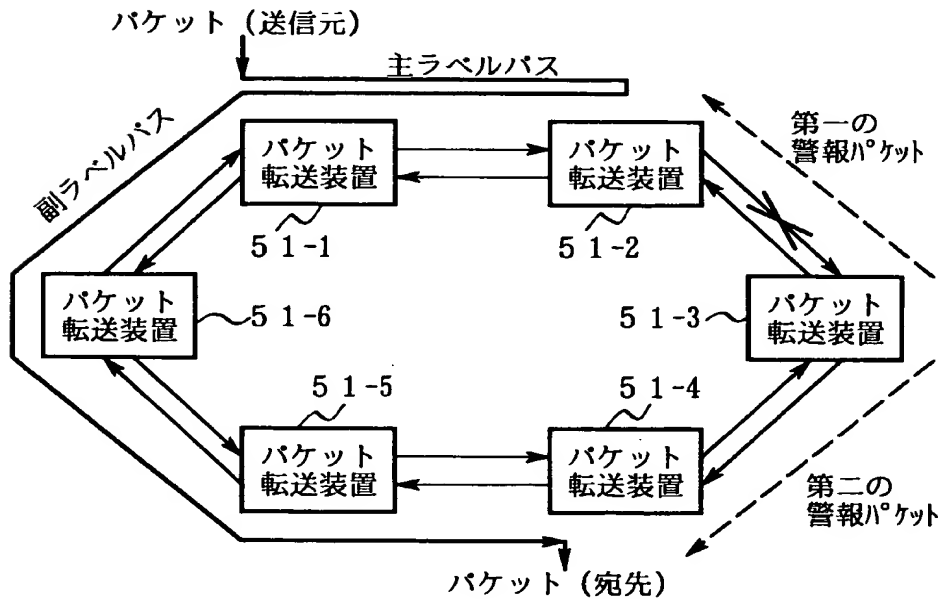 パケット (送信元)
主ラベルパス
副ラベルパス
第一の
警報パケット
パケット
転送装置
パケット
転送装置
51-1
51-2
パケット
転送装置
51-6
51-3
パケット
転送装置
51-5
51-4
パケット
転送装置
パケット
転送装置
第二の
警報パケット
パケット (宛先)